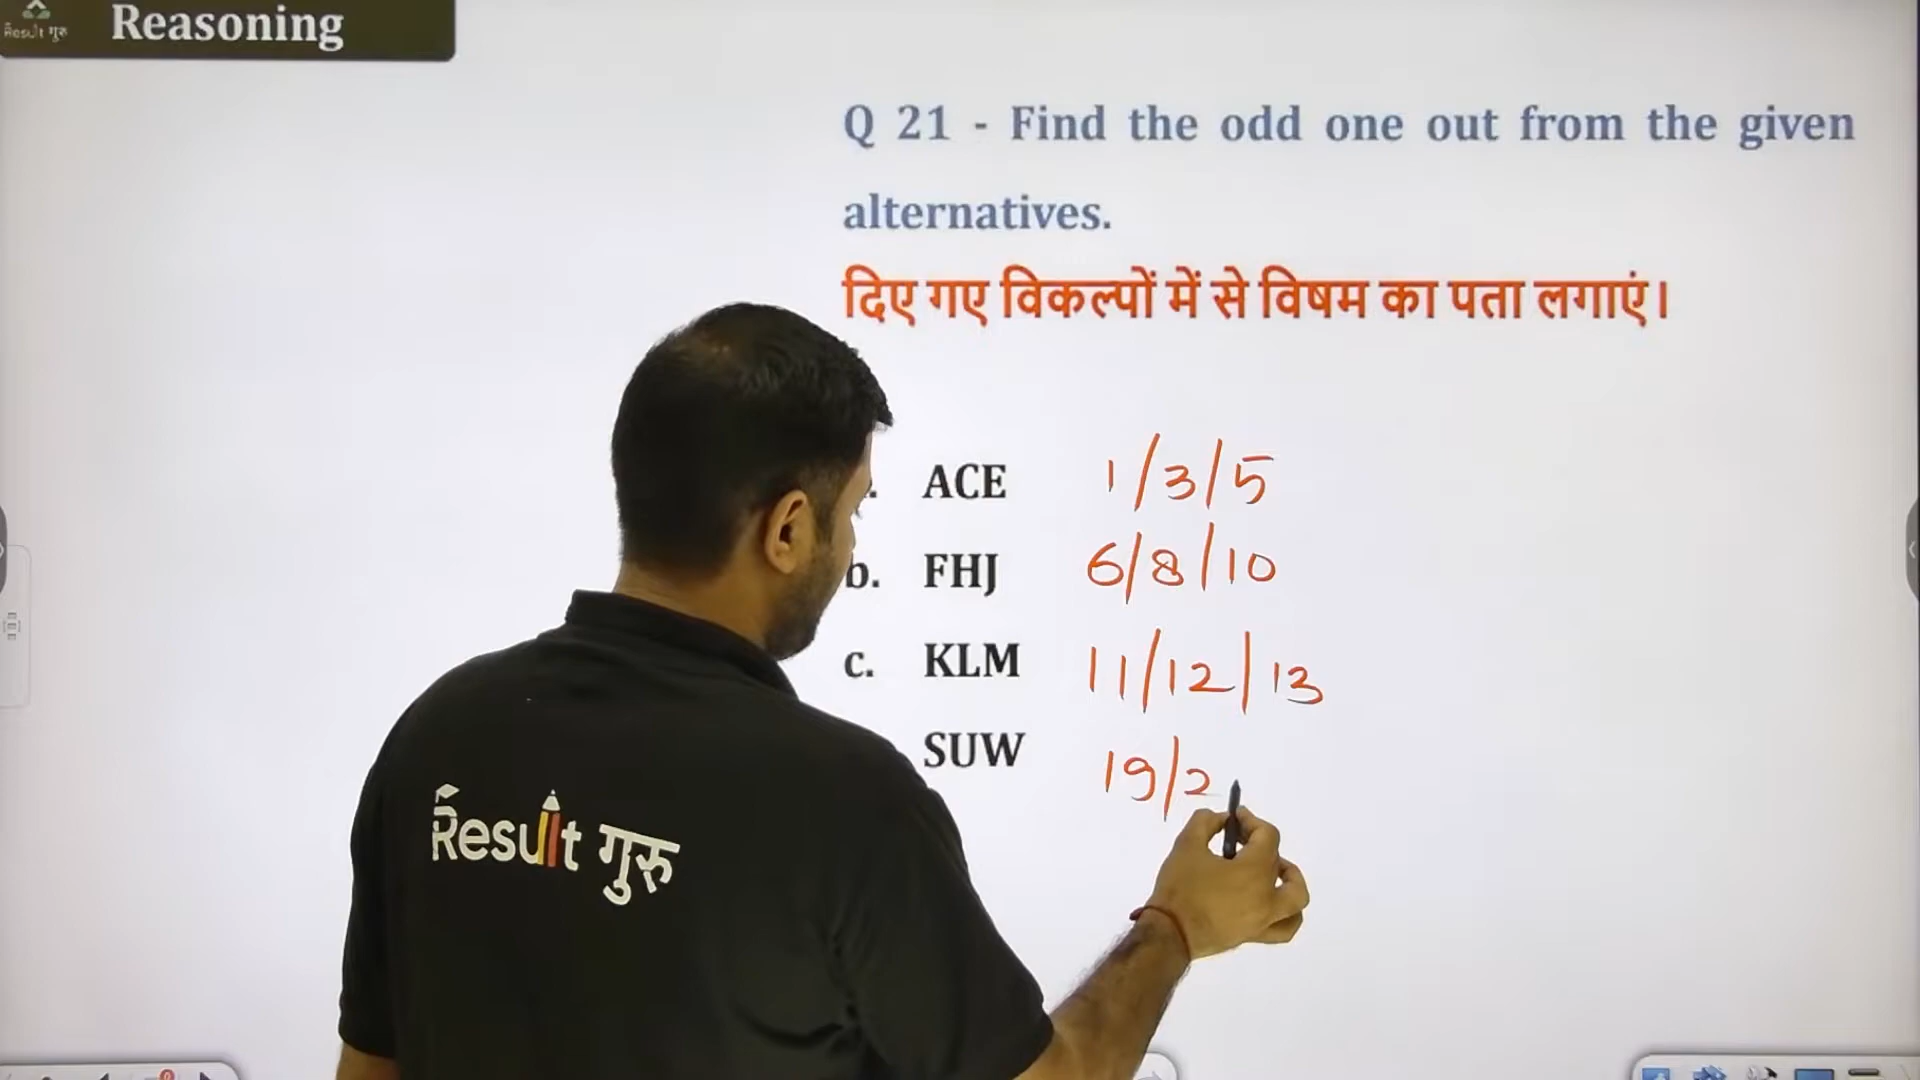 Result गुरु
Reasoning
Q 21 - Find the odd one out from the given
alternatives.
दिए गए विकल्पों में से विषम का पता लगाएं।
ACE 1/3/5
b. FHJ 6/8/10
c. KLM 11/12/13
SUW 19/2
Result गुरु